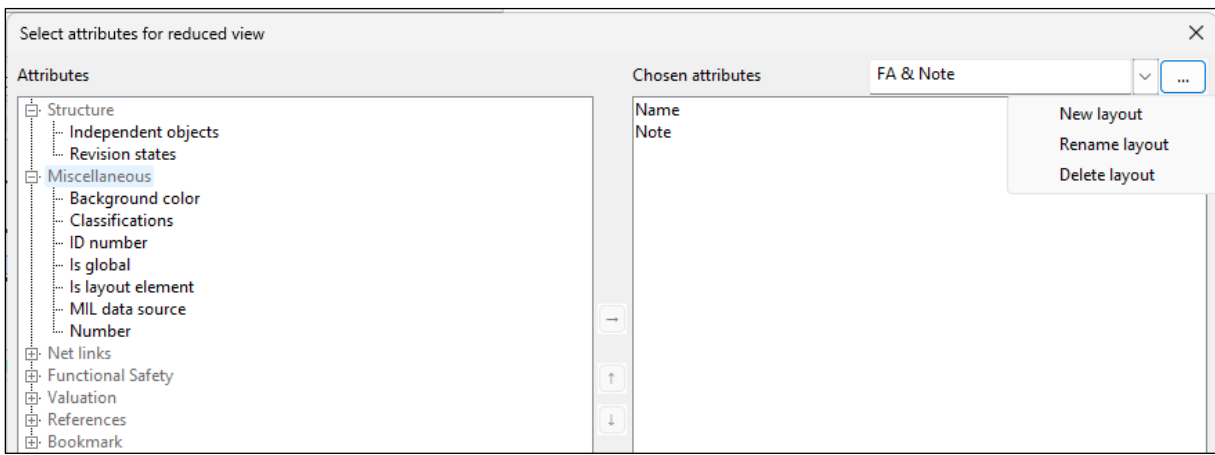 Select attributes for reduced view
Attributes
Structure
Independent objects
Revision states
Miscellaneous
Background color
Classifications
ID number
Is global
Is layout element
MIL data source
Number
Net links
Functional Safety
Valuation
References
Bookmark
Chosen attributes
FA & Note
...
Name
Note
New layout
Rename layout
Delete layout